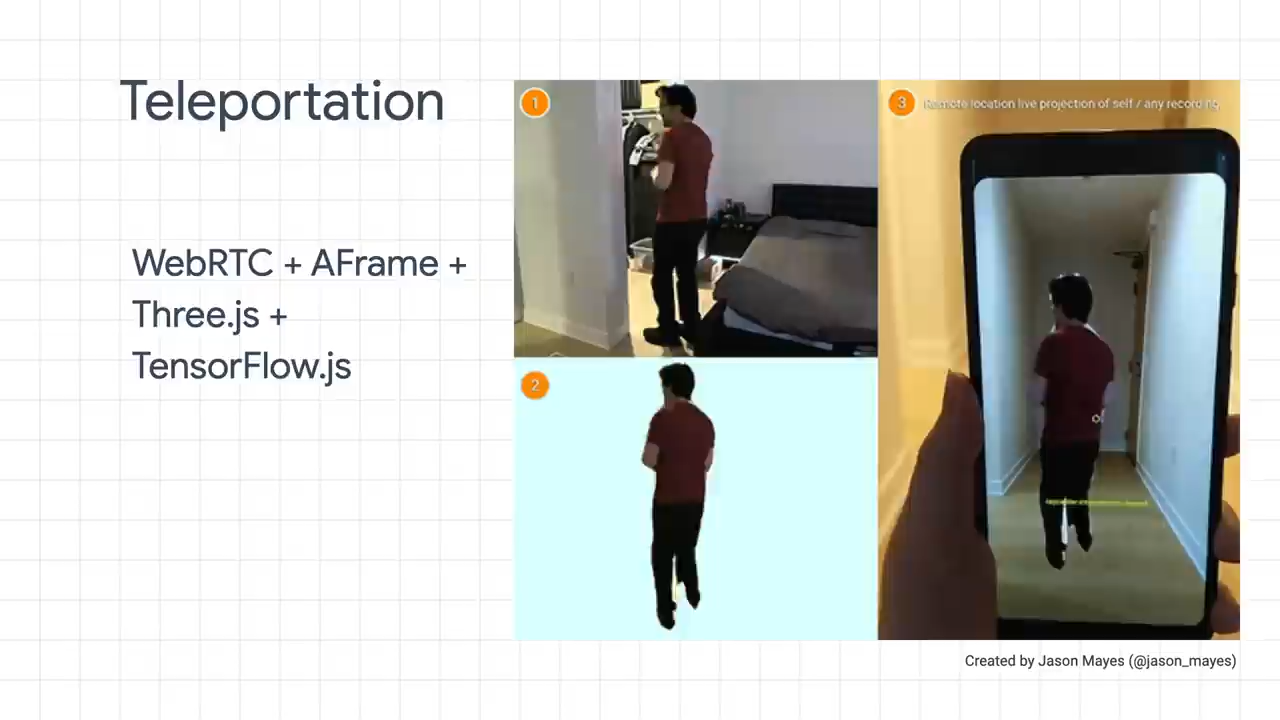 Teleportation
WebRTC + AFrame +
Three.js +
TensorFlow.js
1
2
3 Remote location live projection of self / any recording
Created by Jason Mayes (@jason_mayes)